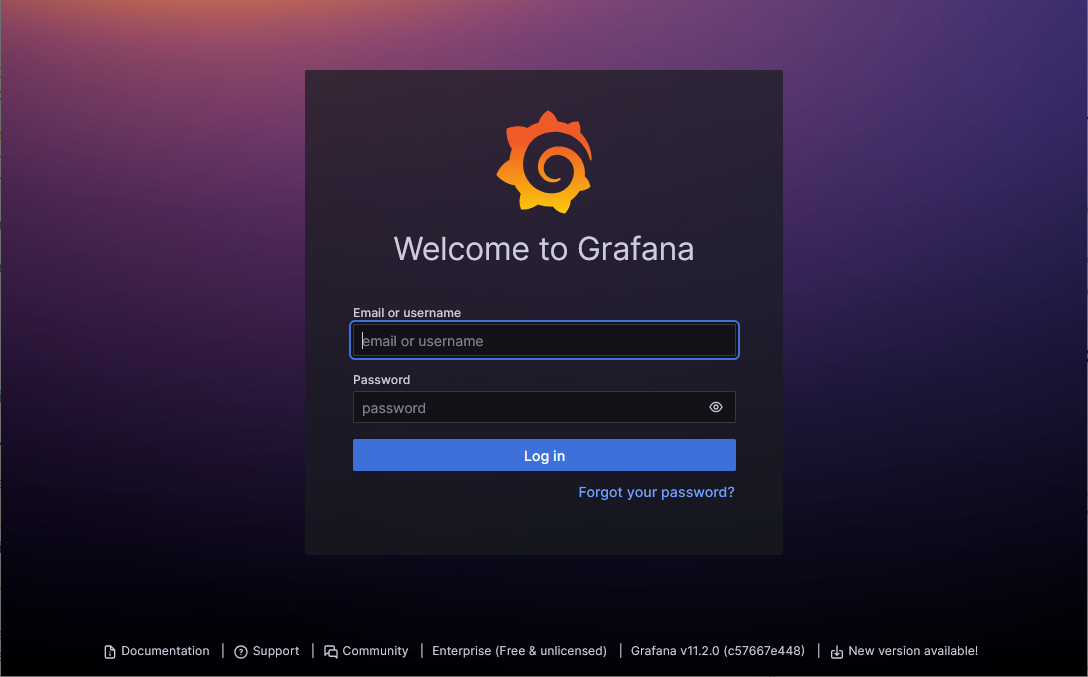 Welcome to Grafana
Email or username
email or username
Password
password
Log in
Forgot your password?
Documentation | Support | Community | Enterprise (Free & unlicensed) | Grafana v11.2.0 (c57667e448) | New version available!